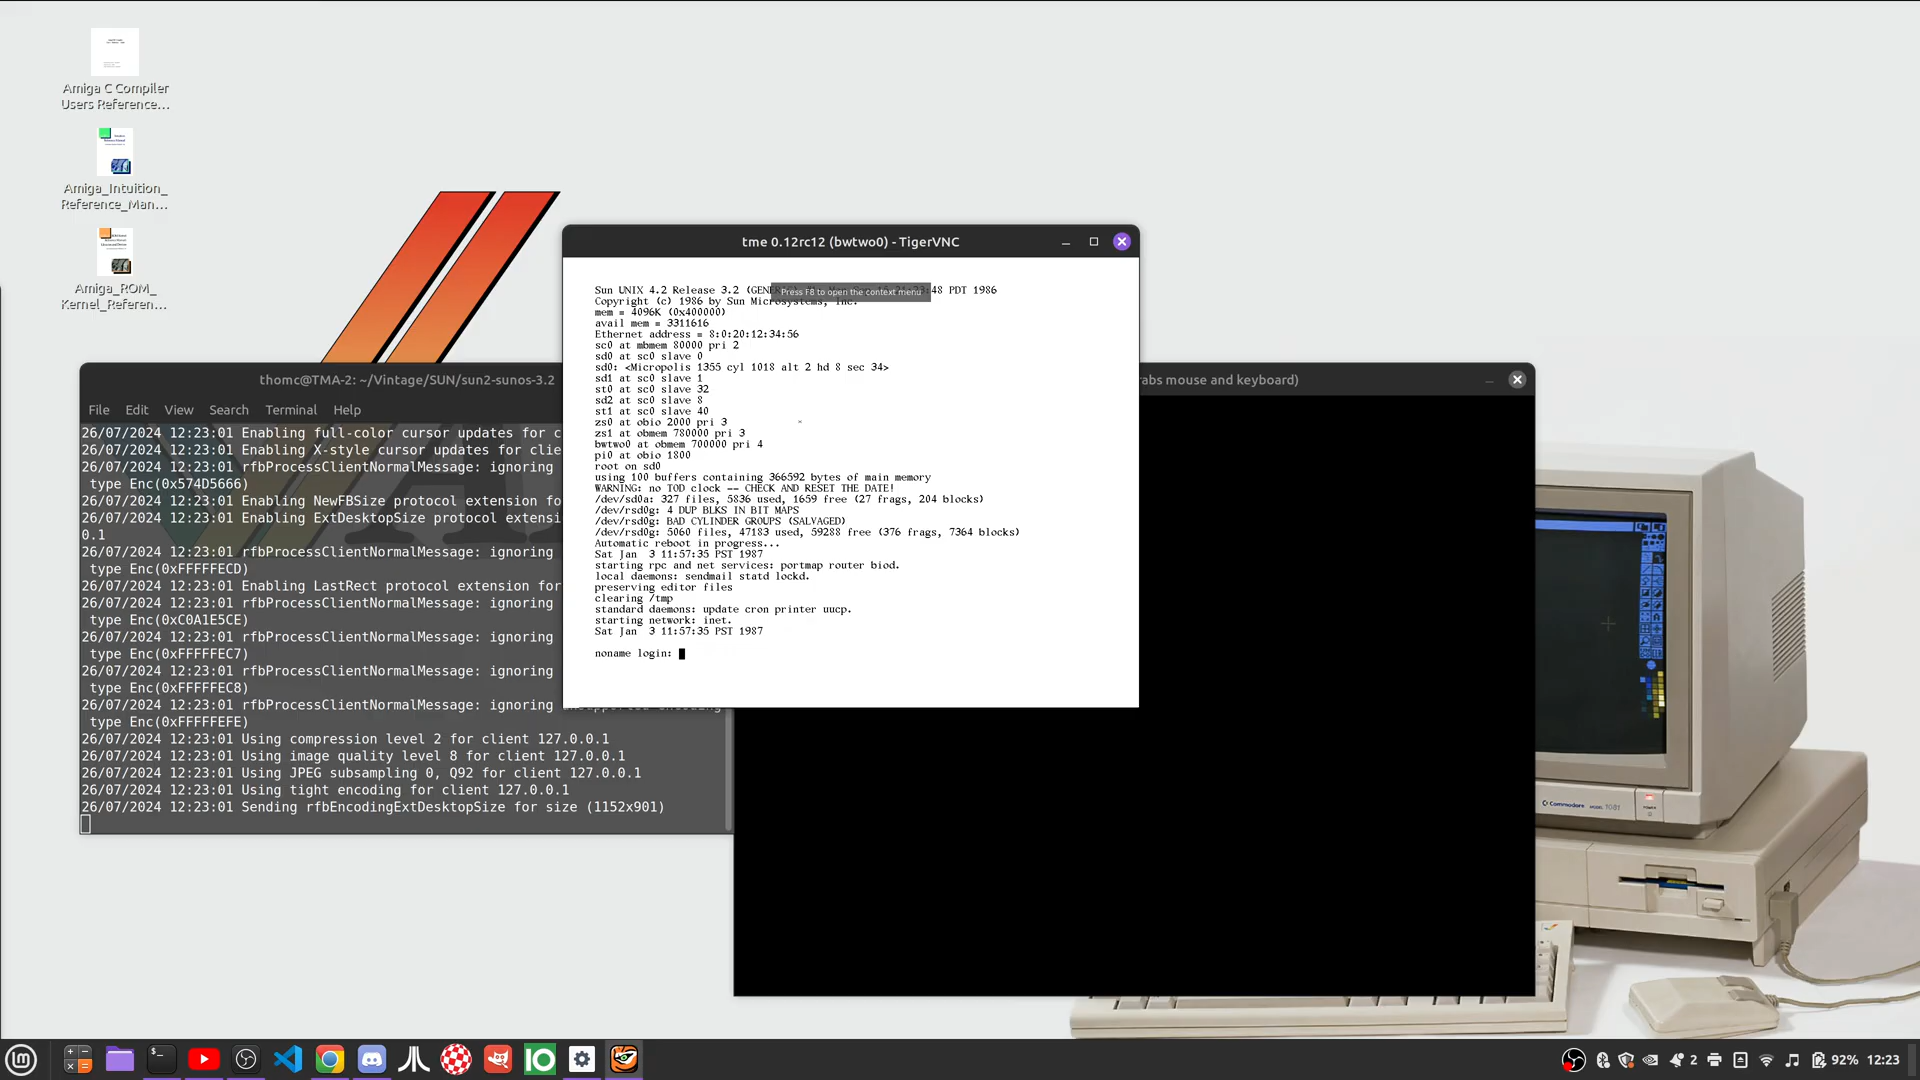 Amiga C Compiler
Users Reference...
Amiga_Intuition_
Reference_Man...
Amiga_ROM_
Kernel_Referen...
tme 0.12rc12 (bwtwo0) - TigerVNC
Press F8 to open the context menu
Sun UNIX 4.2 Release 3.2 (GENE 48 PDT 1986
Copyright (c) 1986 by Sun Microsystems, Inc.
mem = 4096K (0x400000)
avail mem = 3311616
Ethernet address = 8:0:20:12:34:56
sc0 at mbmem 80000 pri 2
sd0 at sc0 slave 0
sd0: <Micropolis 1355 cyl 1018 alt 2 hd 8 sec 34>
sd1 at sc0 slave 1
st0 at sc0 slave 32
sd2 at sc0 slave 8
st1 at sc0 slave 40
zs0 at obio 2000 pri 3
zs1 at obmem 780000 pri 3
bwtwo0 at obmem 700000 pri 4
pi0 at obio 1800
root on sd0
using 100 buffers containing 366592 bytes of main memory
WARNING: no TOD clock -- CHECK AND RESET THE DATE!
/dev/sd0a: 327 files, 5836 used, 1659 free (27 frags, 204 blocks)
/dev/rsd0g: 4 DUP BLKS IN BIT MAPS
/dev/rsd0g: BAD CYLINDER GROUPS (SALVAGED)
/dev/rsd0g: 5060 files, 47183 used, 59288 free (376 frags, 7364 blocks)
Automatic reboot in progress...
Sat Jan  3 11:57:35 PST 1987
starting rpc and net services: portmap router biod.
local daemons: sendmail statd lockd.
preserving editor files
clearing /tmp
standard daemons: update cron printer uucp.
starting network: inet.
Sat Jan  3 11:57:35 PST 1987
noname login:
thomc@TMA-2: ~/Vintage/SUN/sun2-sunos-3.2
File Edit View Search Terminal Help
26/07/2024 12:23:01 Enabling full-color cursor updates for c
26/07/2024 12:23:01 Enabling X-style cursor updates for clie
26/07/2024 12:23:01 rfbProcessClientNormalMessage: ignoring
type Enc(0x574D5666)
26/07/2024 12:23:01 Enabling NewFBSize protocol extension fo
26/07/2024 12:23:01 Enabling ExtDesktopSize protocol extensi
0.1
26/07/2024 12:23:01 rfbProcessClientNormalMessage: ignoring
type Enc(0xFFFFFECD)
26/07/2024 12:23:01 Enabling LastRect protocol extension for
26/07/2024 12:23:01 rfbProcessClientNormalMessage: ignoring
type Enc(0xC0A1E5CE)
26/07/2024 12:23:01 rfbProcessClientNormalMessage: ignoring
type Enc(0xFFFFFEC7)
26/07/2024 12:23:01 rfbProcessClientNormalMessage: ignoring
type Enc(0xFFFFFEC8)
26/07/2024 12:23:01 rfbProcessClientNormalMessage: ignoring
type Enc(0xFFFFFEFE)
26/07/2024 12:23:01 Using compression level 2 for client 127.0.0.1
26/07/2024 12:23:01 Using image quality level 8 for client 127.0.0.1
26/07/2024 12:23:01 Using JPEG subsampling 0, Q92 for client 127.0.0.1
26/07/2024 12:23:01 Using tight encoding for client 127.0.0.1
26/07/2024 12:23:01 Sending rfbEncodingExtDesktopSize for size (1152x901)
rabs mouse and keyboard)
Commodore MODEL 1081
POWER
2 92% 12:23